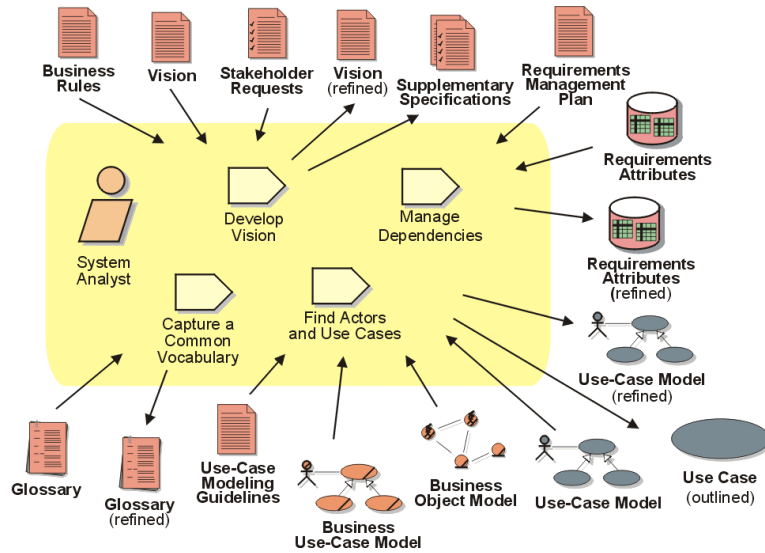 Business
Rules
Vision
Stakeholder
Requests
Vision
(refined)
Supplementary
Specifications
Requirements
Management
Plan
Requirements
Attributes
Develop
Vision
Manage
Dependencies
System
Analyst
Requirements
Attributes
(refined)
Capture a
Common
Vocabulary
Find Actors
and Use Cases
Use-Case Model
(refined)
Glossary
Glossary
(refined)
Use-Case
Modeling
Guidelines
Business
Use-Case Model
Business
Object Model
Use-Case Model
Use Case
(outlined)